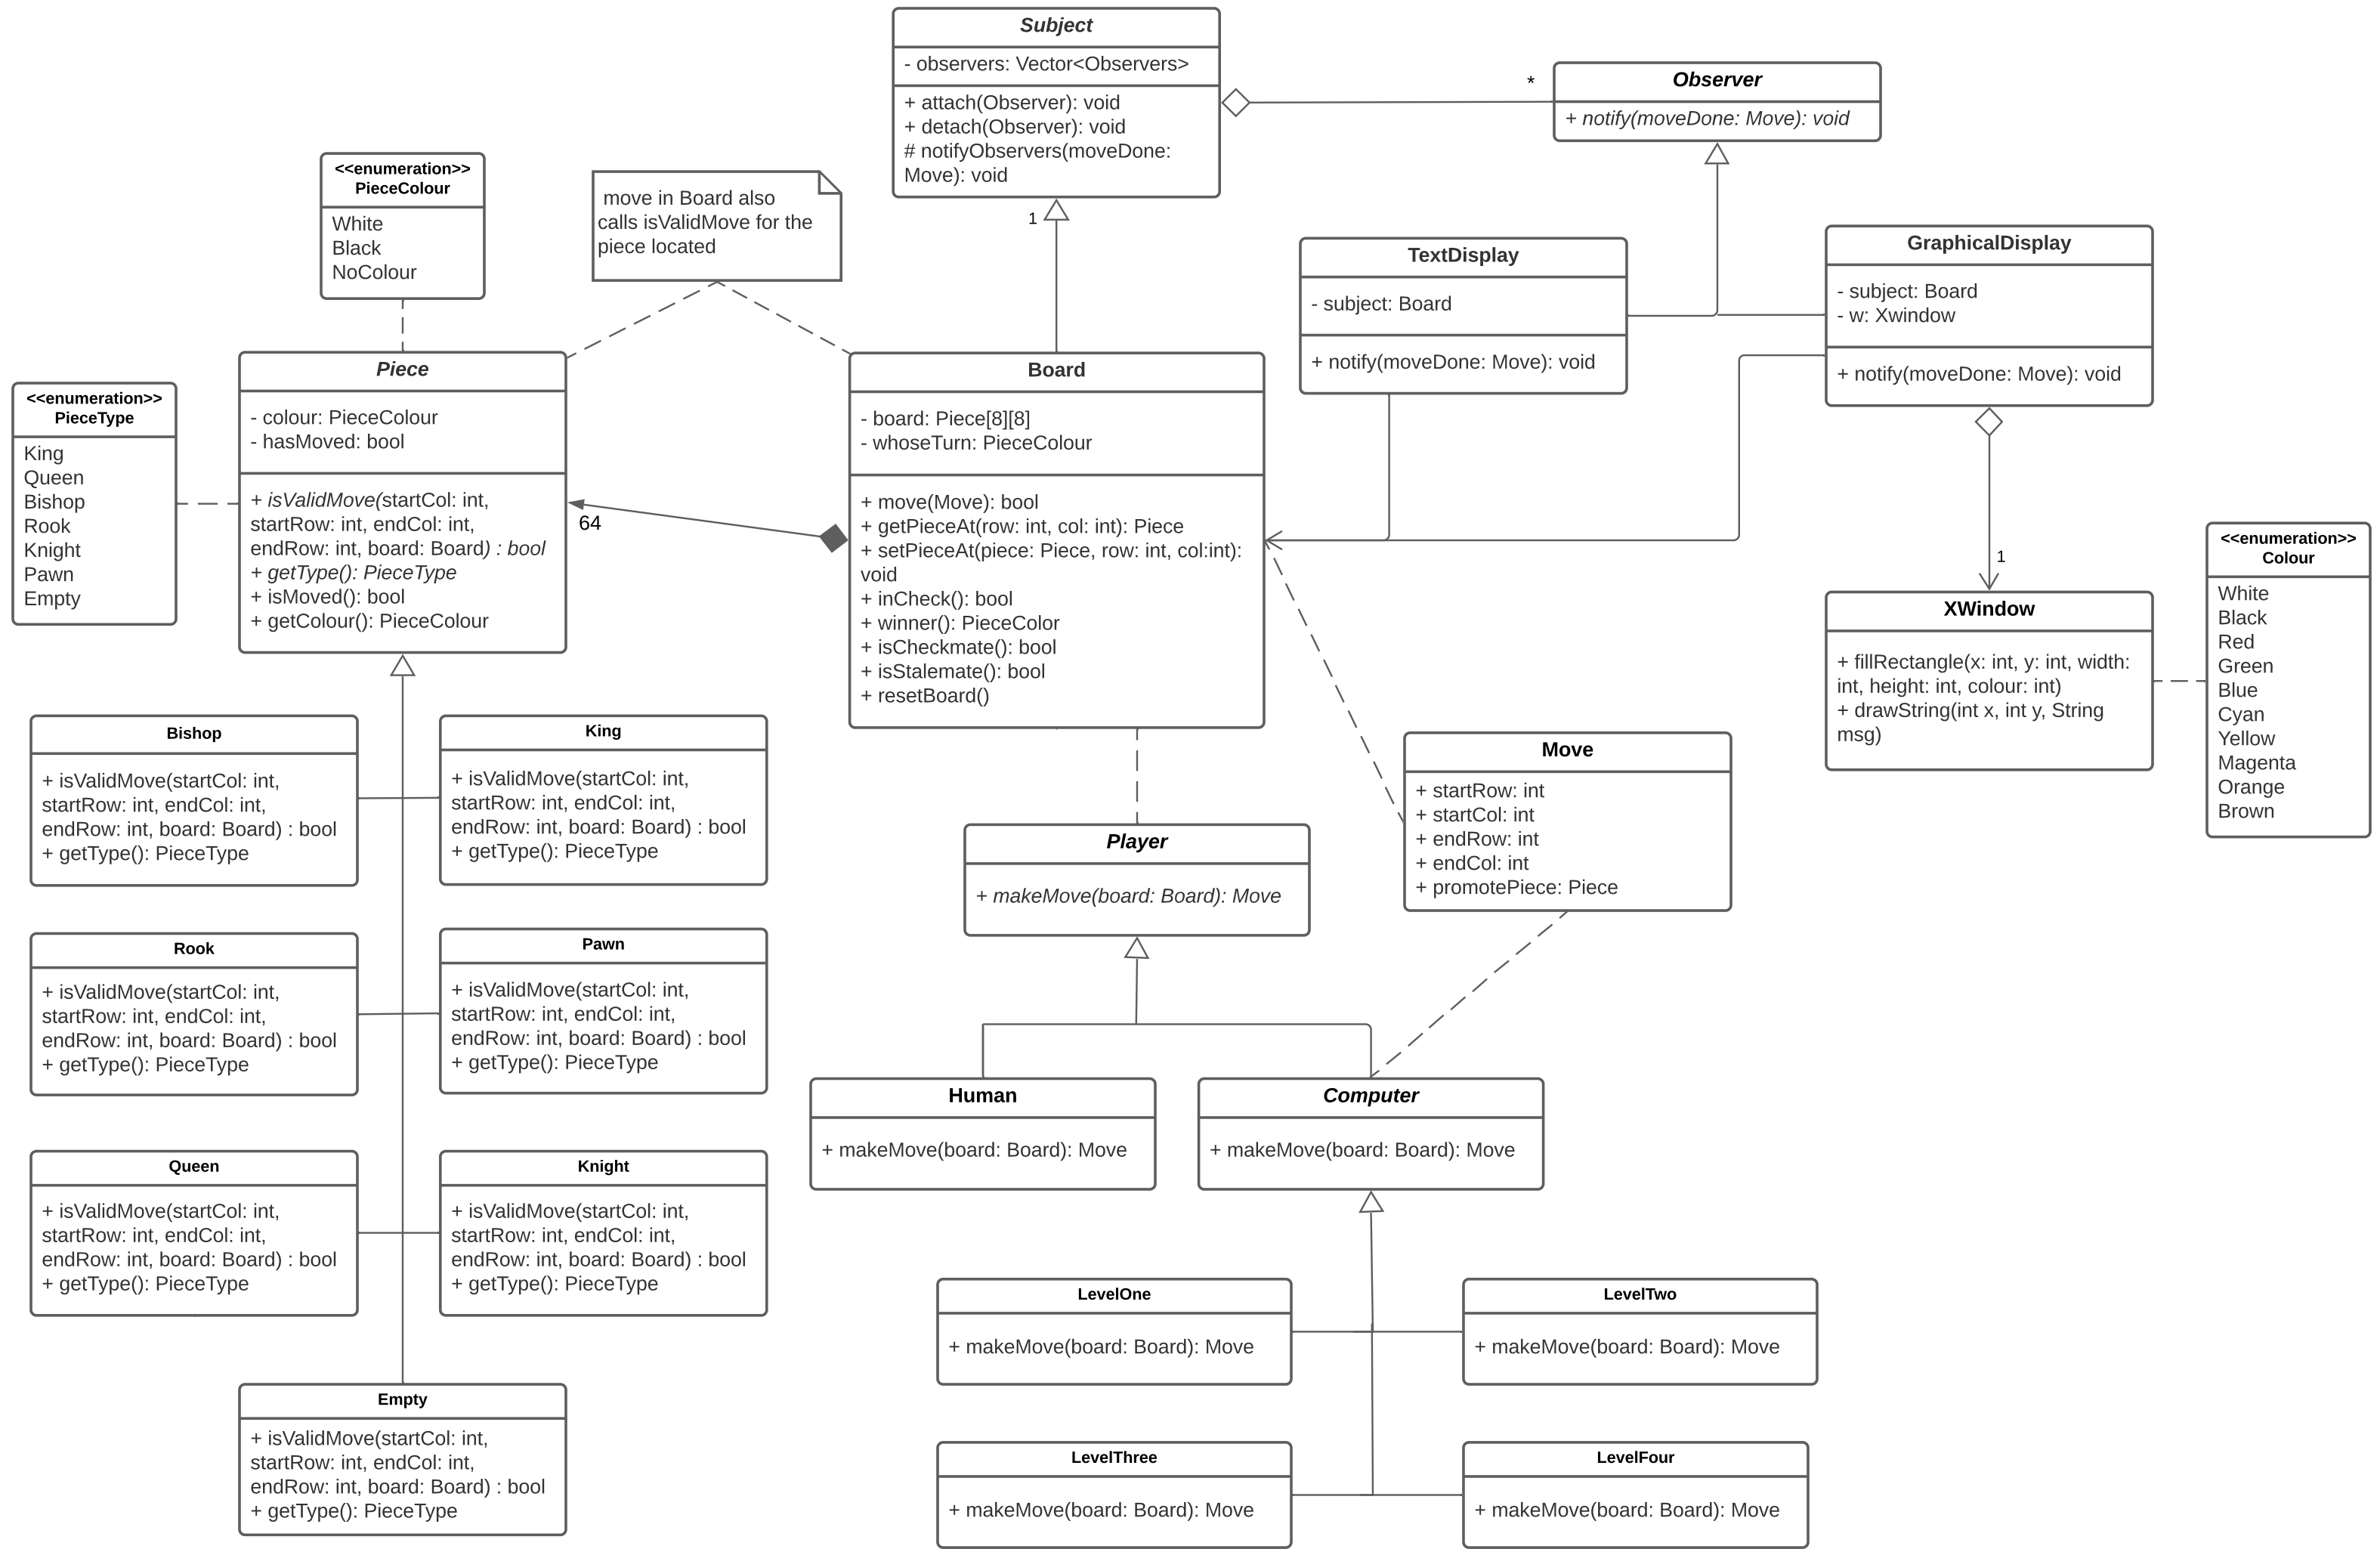 Subject
- observers: Vector<Observers>
+ attach(Observer): void
+ detach(Observer): void
# notifyObservers(moveDone:
Move): void
*
Observer
+ notify(moveDone: Move): void
<<enumeration>>
PieceColour
White
Black
NoColour
move in Board also
calls isValidMove for the
piece located
1
TextDisplay
- subject: Board
+ notify(moveDone: Move): void
GraphicalDisplay
- subject: Board
- w: Xwindow
+ notify(moveDone: Move): void
<<enumeration>>
PieceType
King
Queen
Bishop
Rook
Knight
Pawn
Empty
Piece
- colour: PieceColour
- hasMoved: bool
+ isValidMove(startCol: int,
startRow: int, endCol: int,
endRow: int, board: Board) : bool
+ getType(): PieceType
+ isMoved(): bool
+ getColour(): PieceColour
64
Board
- board: Piece[8][8]
- whoseTurn: PieceColour
+ move(Move): bool
+ getPieceAt(row: int, col: int): Piece
+ setPieceAt(piece: Piece, row: int, col:int):
void
+ inCheck(): bool
+ winner(): PieceColor
+ isCheckmate(): bool
+ isStalemate(): bool
+ resetBoard()
1
XWindow
+ fillRectangle(x: int, y: int, width:
int, height: int, colour: int)
+ drawString(int x, int y, String
msg)
<<enumeration>>
Colour
White
Black
Red
Green
Blue
Cyan
Yellow
Magenta
Orange
Brown
Bishop
+ isValidMove(startCol: int,
startRow: int, endCol: int,
endRow: int, board: Board) : bool
+ getType(): PieceType
King
+ isValidMove(startCol: int,
startRow: int, endCol: int,
endRow: int, board: Board) : bool
+ getType(): PieceType
Move
+ startRow: int
+ startCol: int
+ endRow: int
+ endCol: int
+ promotePiece: Piece
Player
+ makeMove(board: Board): Move
Rook
+ isValidMove(startCol: int,
startRow: int, endCol: int,
endRow: int, board: Board) : bool
+ getType(): PieceType
Pawn
+ isValidMove(startCol: int,
startRow: int, endCol: int,
endRow: int, board: Board) : bool
+ getType(): PieceType
Human
+ makeMove(board: Board): Move
Computer
+ makeMove(board: Board): Move
Queen
+ isValidMove(startCol: int,
startRow: int, endCol: int,
endRow: int, board: Board) : bool
+ getType(): PieceType
Knight
+ isValidMove(startCol: int,
startRow: int, endCol: int,
endRow: int, board: Board) : bool
+ getType(): PieceType
LevelOne
+ makeMove(board: Board): Move
LevelTwo
+ makeMove(board: Board): Move
Empty
+ isValidMove(startCol: int,
startRow: int, endCol: int,
endRow: int, board: Board) : bool
+ getType(): PieceType
LevelThree
+ makeMove(board: Board): Move
LevelFour
+ makeMove(board: Board): Move